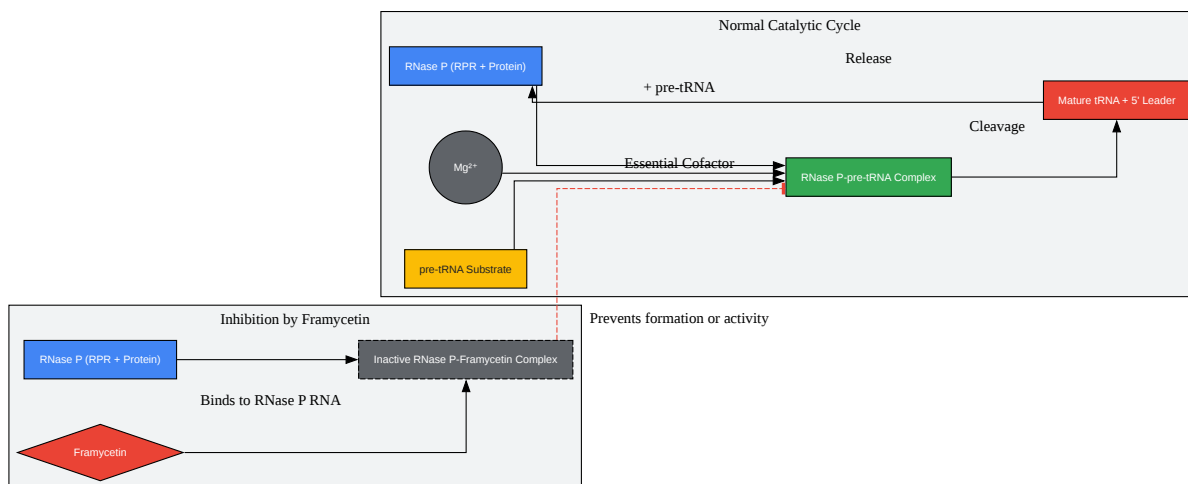 Normal Catalytic Cycle
RNase P (RPR + Protein)
Release
+ pre-tRNA
Mature tRNA + 5' Leader
Cleavage
Mg²⁺
Essential Cofactor
RNase P-pre-tRNA Complex
pre-tRNA Substrate
Inhibition by Framycetin
Prevents formation or activity
RNase P (RPR + Protein)
Inactive RNase P-Framycetin Complex
Binds to RNase P RNA
Framycetin